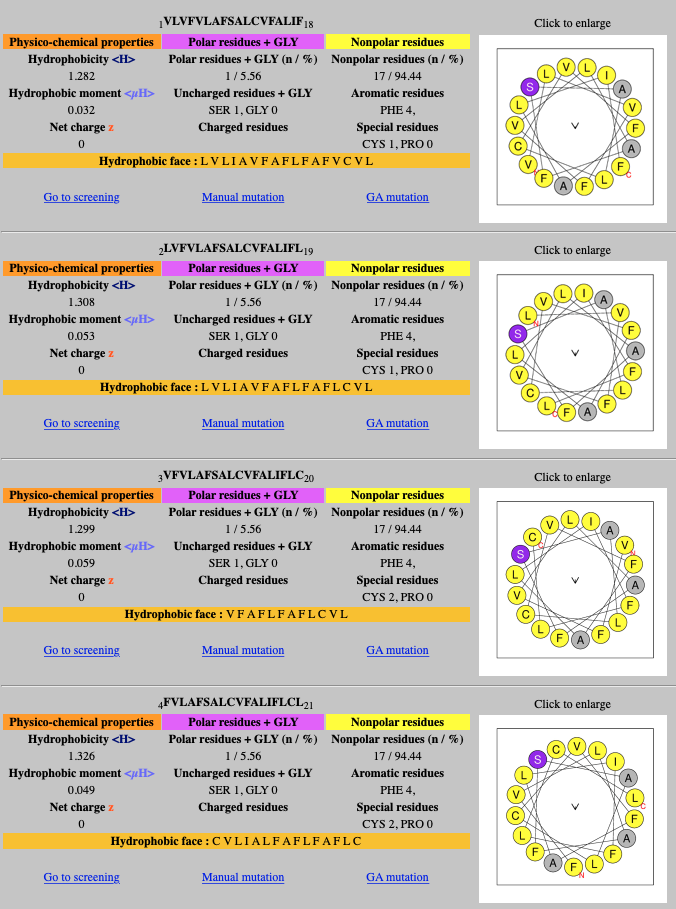 1VLVFVLAFSALCVFALIF18
Click to enlarge
Physico-chemical properties Polar residues + GLY Nonpolar residues
Hydrophobicity <H> Polar residues + GLY (n / %) Nonpolar residues (n / %)
1.282 1 / 5.56 17 / 94.44
Hydrophobic moment <μH> Uncharged residues + GLY Aromatic residues
0.032 SER 1, GLY 0 PHE 4,
Net charge z Charged residues Special residues
0 CYS 1, PRO 0
Hydrophobic face : L V L I A V F A F L F A F V C V L
Go to screening Manual mutation GA mutation
V L I A V F A F C L F A F N V C V L S L
2LVFVLAFSALCVFALIFL19
Click to enlarge
Physico-chemical properties Polar residues + GLY Nonpolar residues
Hydrophobicity <H> Polar residues + GLY (n / %) Nonpolar residues (n / %)
1.308 1 / 5.56 17 / 94.44
Hydrophobic moment <μH> Uncharged residues + GLY Aromatic residues
0.053 SER 1, GLY 0 PHE 4,
Net charge z Charged residues Special residues
0 CYS 1, PRO 0
Hydrophobic face : L V L I A V F A F L F A F L C V L
Go to screening Manual mutation GA mutation
L I A V F A F L F A F L C C V L S L N V
3VFVLAFSALCVFALIFLC20
Click to enlarge
Physico-chemical properties Polar residues + GLY Nonpolar residues
Hydrophobicity <H> Polar residues + GLY (n / %) Nonpolar residues (n / %)
1.299 1 / 5.56 17 / 94.44
Hydrophobic moment <μH> Uncharged residues + GLY Aromatic residues
0.059 SER 1, GLY 0 PHE 4,
Net charge z Charged residues Special residues
0 CYS 2, PRO 0
Hydrophobic face : V F A F L F A F L C V L
Go to screening Manual mutation GA mutation
L I A V N F A F L F A F L C V L S C C V
4FVLAFSALCVFALIFLCL21
Click to enlarge
Physico-chemical properties Polar residues + GLY Nonpolar residues
Hydrophobicity <H> Polar residues + GLY (n / %) Nonpolar residues (n / %)
1.326 1 / 5.56 17 / 94.44
Hydrophobic moment <μH> Uncharged residues + GLY Aromatic residues
0.049 SER 1, GLY 0 PHE 4,
Net charge z Charged residues Special residues
0 CYS 2, PRO 0
Hydrophobic face : C V L I A L F A F L F A F L C
Go to screening Manual mutation GA mutation
V L I A L C F A F L F N A F L C V L S C